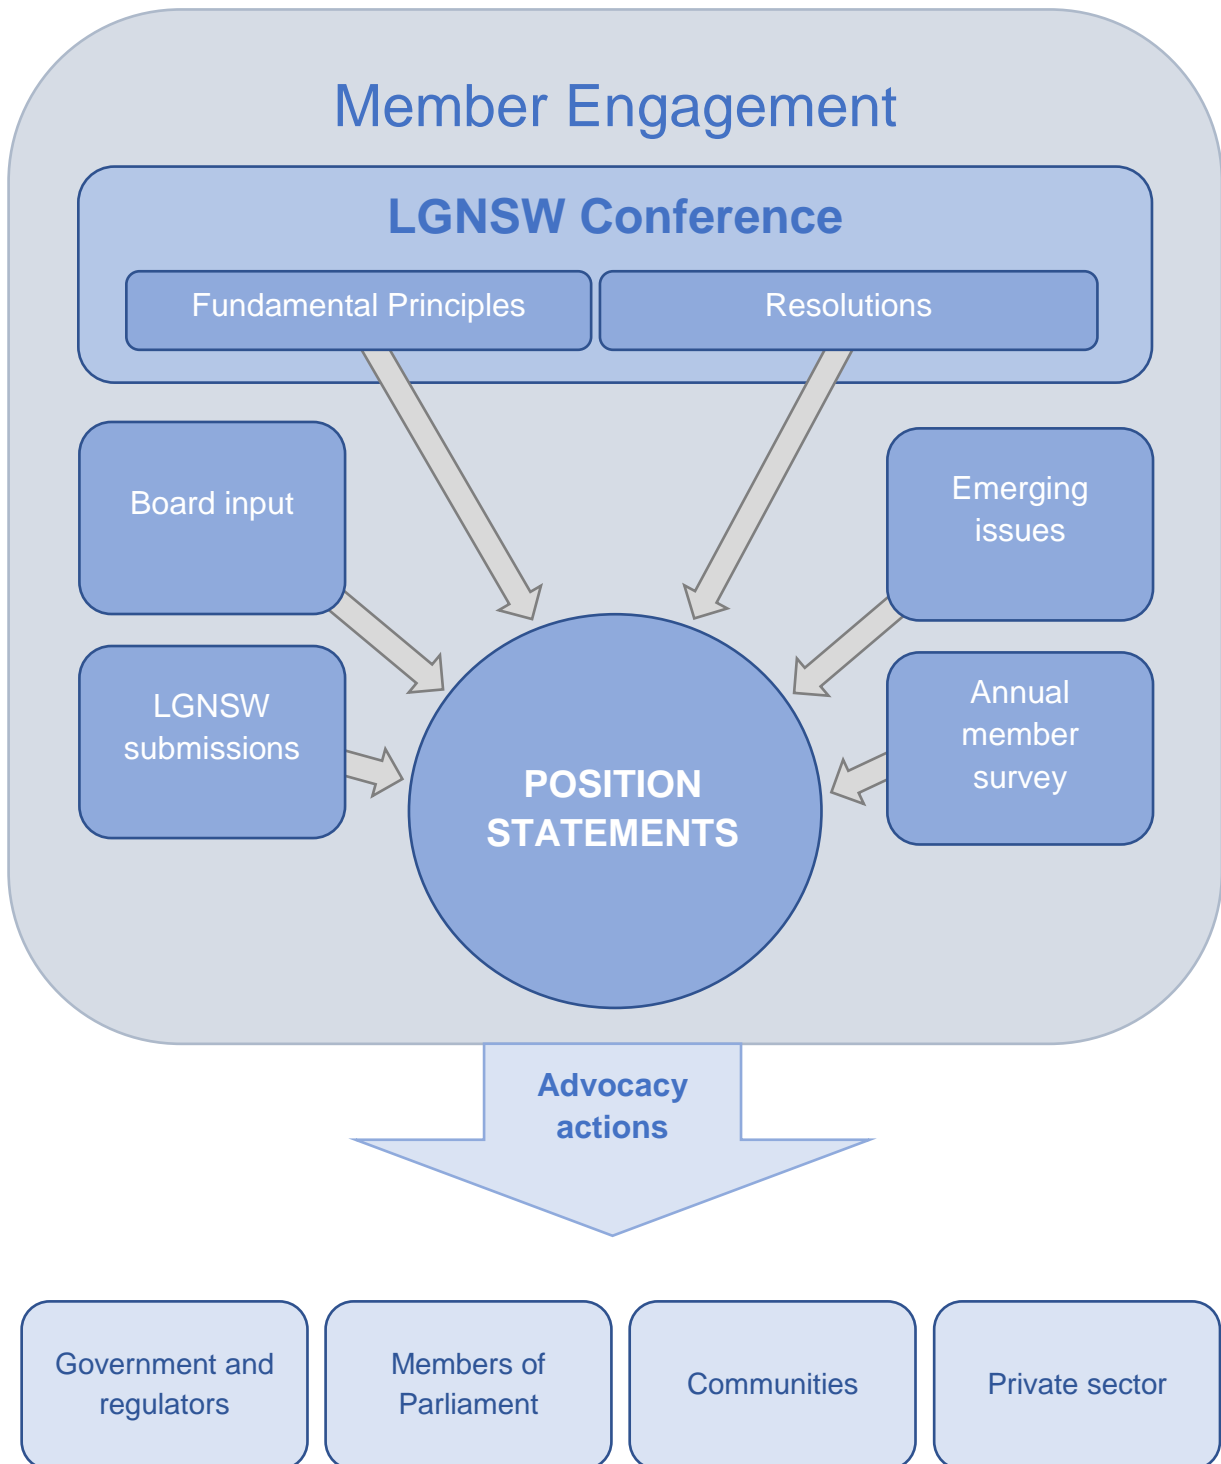 Member Engagement
LGNSW Conference
Fundamental Principles
Resolutions
Board input
Emerging
issues
LGNSW
submissions
Annual
member
survey
POSITION
STATEMENTS
Advocacy
actions
Government and
regulators
Members of
Parliament
Communities
Private sector